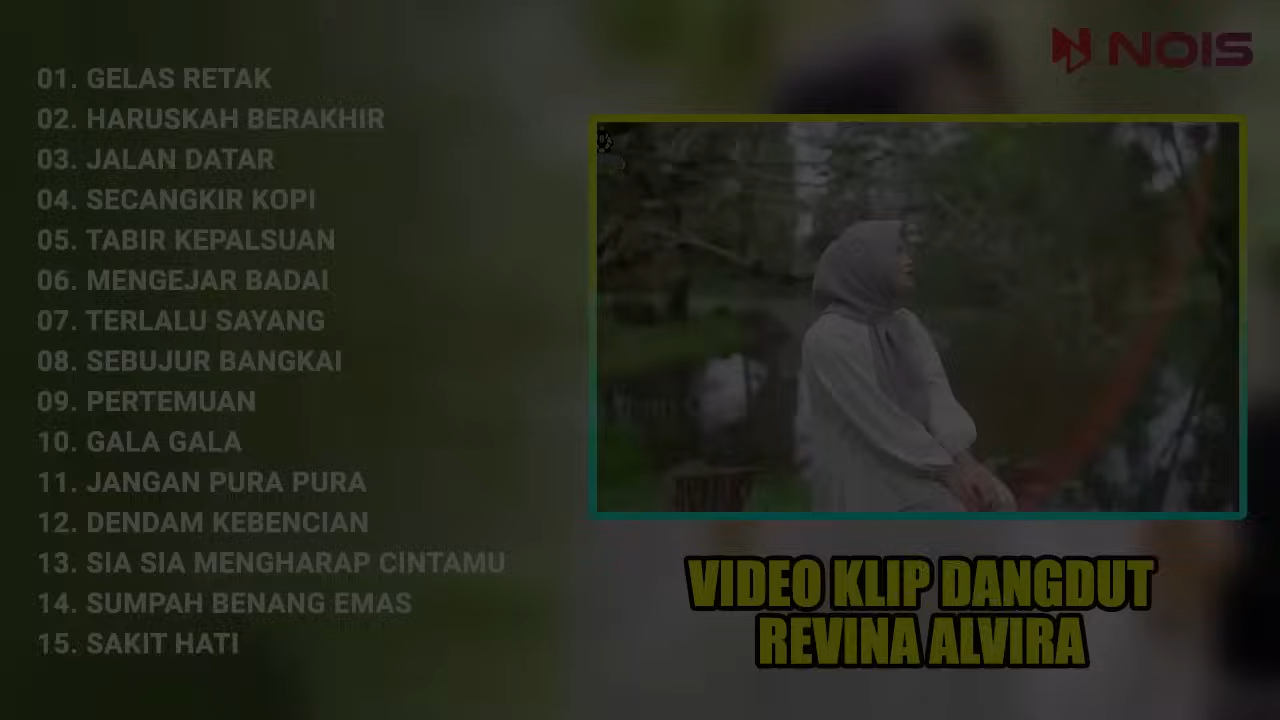 NOIS
01. GELAS RETAK
02. HARUSKAH BERAKHIR
03. JALAN DATAR
04. SECANGKIR KOPI
05. TABIR KEPALSUAN
06. MENGEJAR BADAI
07. TERLALU SAYANG
08. SEBUJUR BANGKAI
09. PERTEMUAN
10. GALA GALA
11. JANGAN PURA PURA
12. DENDAM KEBENCIAN
13. SIA SIA MENGHARAP CINTAMU
14. SUMPAH BENANG EMAS
15. SAKIT HATI
VIDEO KLIP DANGDUT
REVINA ALVIRA